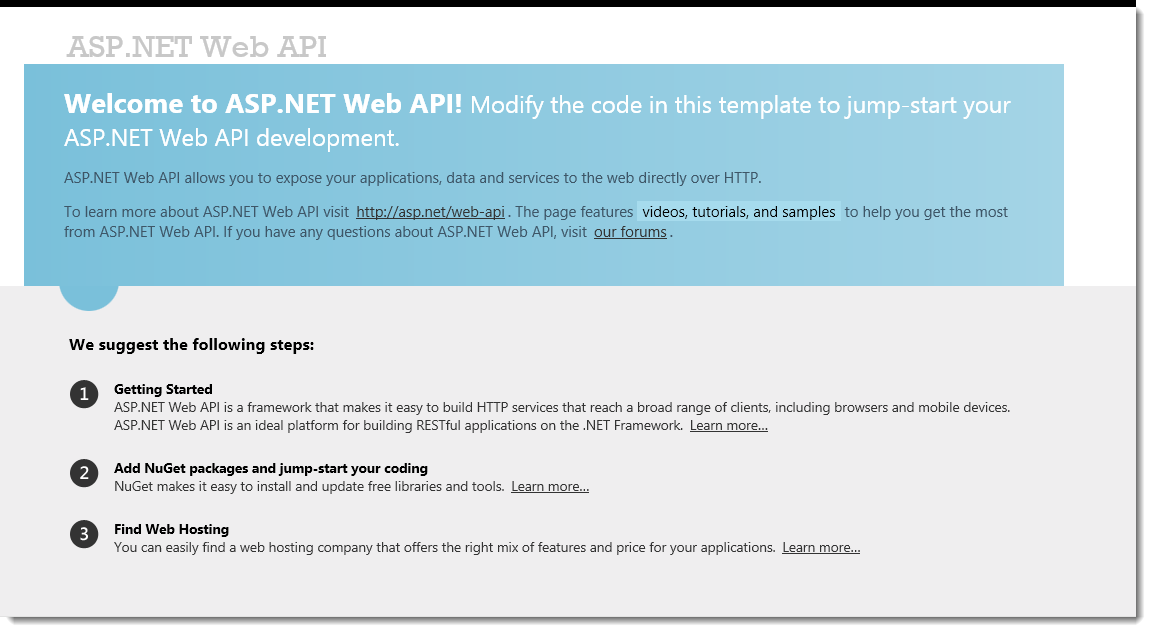 ASP.NET Web API
Welcome to ASP.NET Web API! Modify the code in this template to jump-start your
ASP.NET Web API development.
ASP.NET Web API allows you to expose your applications, data and services to the web directly over HTTP.
To learn more about ASP.NET Web API visit http://asp.net/web-api. The page features videos, tutorials, and samples to help you get the most
from ASP.NET Web API. If you have any questions about ASP.NET Web API, visit our forums.
We suggest the following steps:
1 Getting Started
ASP.NET Web API is a framework that makes it easy to build HTTP services that reach a broad range of clients, including browsers and mobile devices.
ASP.NET Web API is an ideal platform for building RESTful applications on the .NET Framework. Learn more...
2 Add NuGet packages and jump-start your coding
NuGet makes it easy to install and update free libraries and tools. Learn more...
3 Find Web Hosting
You can easily find a web hosting company that offers the right mix of features and price for your applications. Learn more...